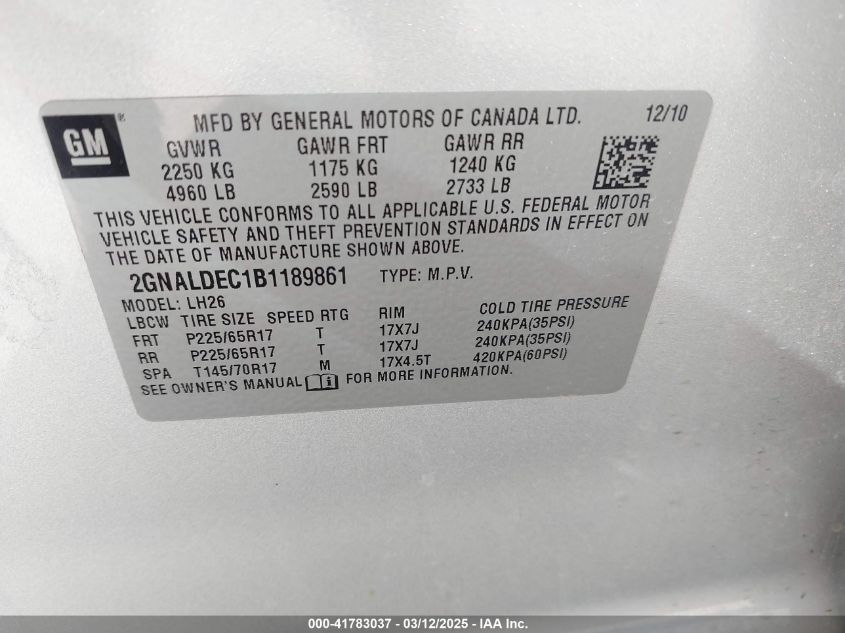 GM®
MFD BY GENERAL MOTORS OF CANADA LTD. 12/10
GVWR GAWR FRT GAWR RR
2250 KG 1175 KG 1240 KG
4960 LB 2590 LB 2733 LB
THIS VEHICLE CONFORMS TO ALL APPLICABLE U.S. FEDERAL MOTOR
VEHICLE SAFETY AND THEFT PREVENTION STANDARDS IN EFFECT ON
THE DATE OF MANUFACTURE SHOWN ABOVE.
2GNALDEC1B1189861 TYPE: M.P.V.
MODEL: LH26
LBCW TIRE SIZE SPEED RTG RIM COLD TIRE PRESSURE
FRT P225/65R17 T 17X7J 240KPA(35PSI)
RR P225/65R17 T 17X7J 240KPA(35PSI)
SPA T145/70R17 M 17X4.5T 420KPA(60PSI)
SEE OWNER'S MANUAL FOR MORE INFORMATION.
000-41783037 - 03/12/2025 - IAA Inc.